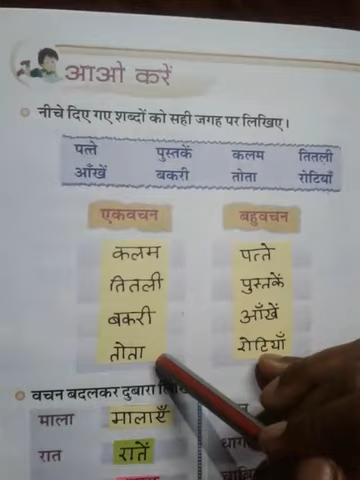 आओ करें
नीचे दिए गए शब्दों को सही जगह पर लिखिए।
पत्ते पुस्तकें कलम तितली
आँखें बकरी तोता रोटियाँ
एकवचन बहुवचन
कलम पत्ते
तितली पुस्तकें
बकरी आँखें
तोता रोटियाँ
वचन बदलकर दुबारा
माला मालाएँ
रात रातें